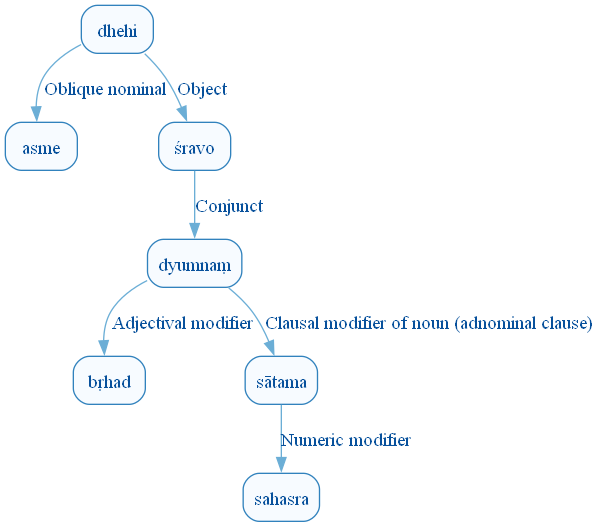 dhehi
Oblique nominal Object
asme śravo
Conjunct
dyumnaṃ
Adjectival modifier Clausal modifier of noun (adnominal clause)
bṛhad sātama
Numeric modifier
sahasra